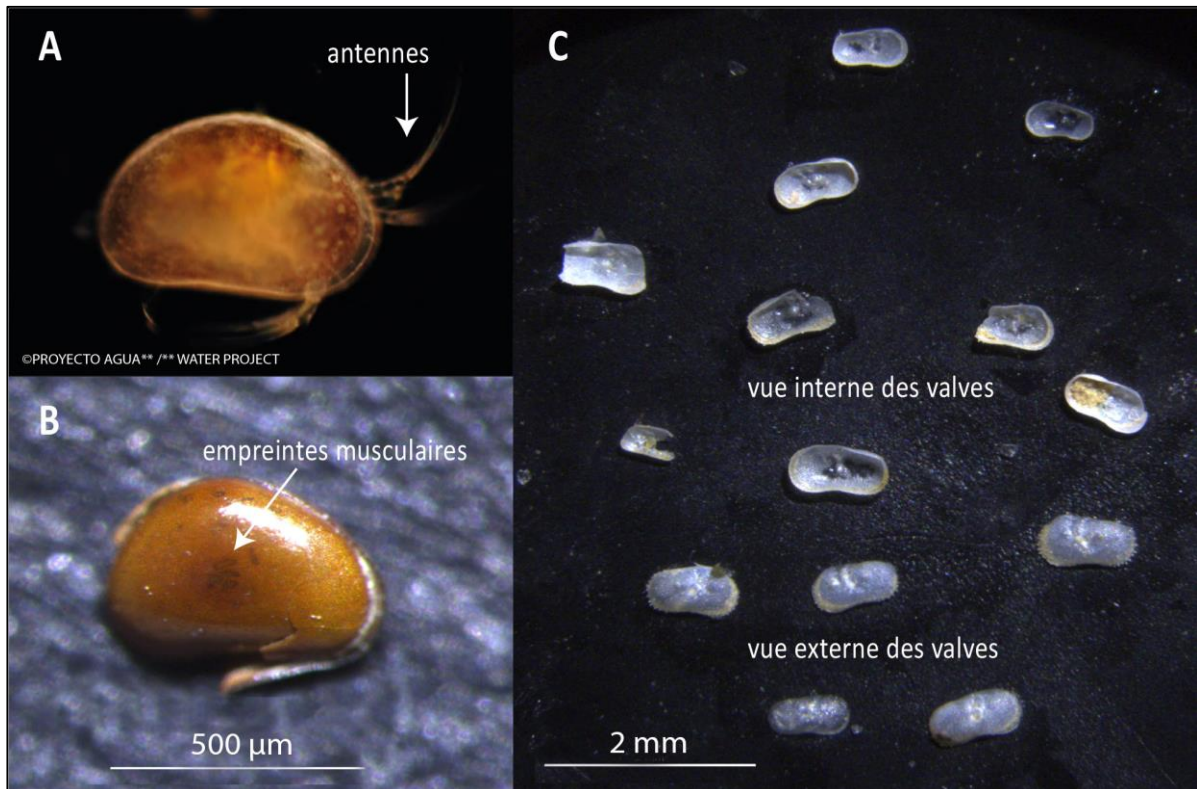 A
antennes
©PROYECTO AGUA** /** WATER PROJECT
B
empreintes musculaires
500 µm
C
vue interne des valves
vue externe des valves
2 mm